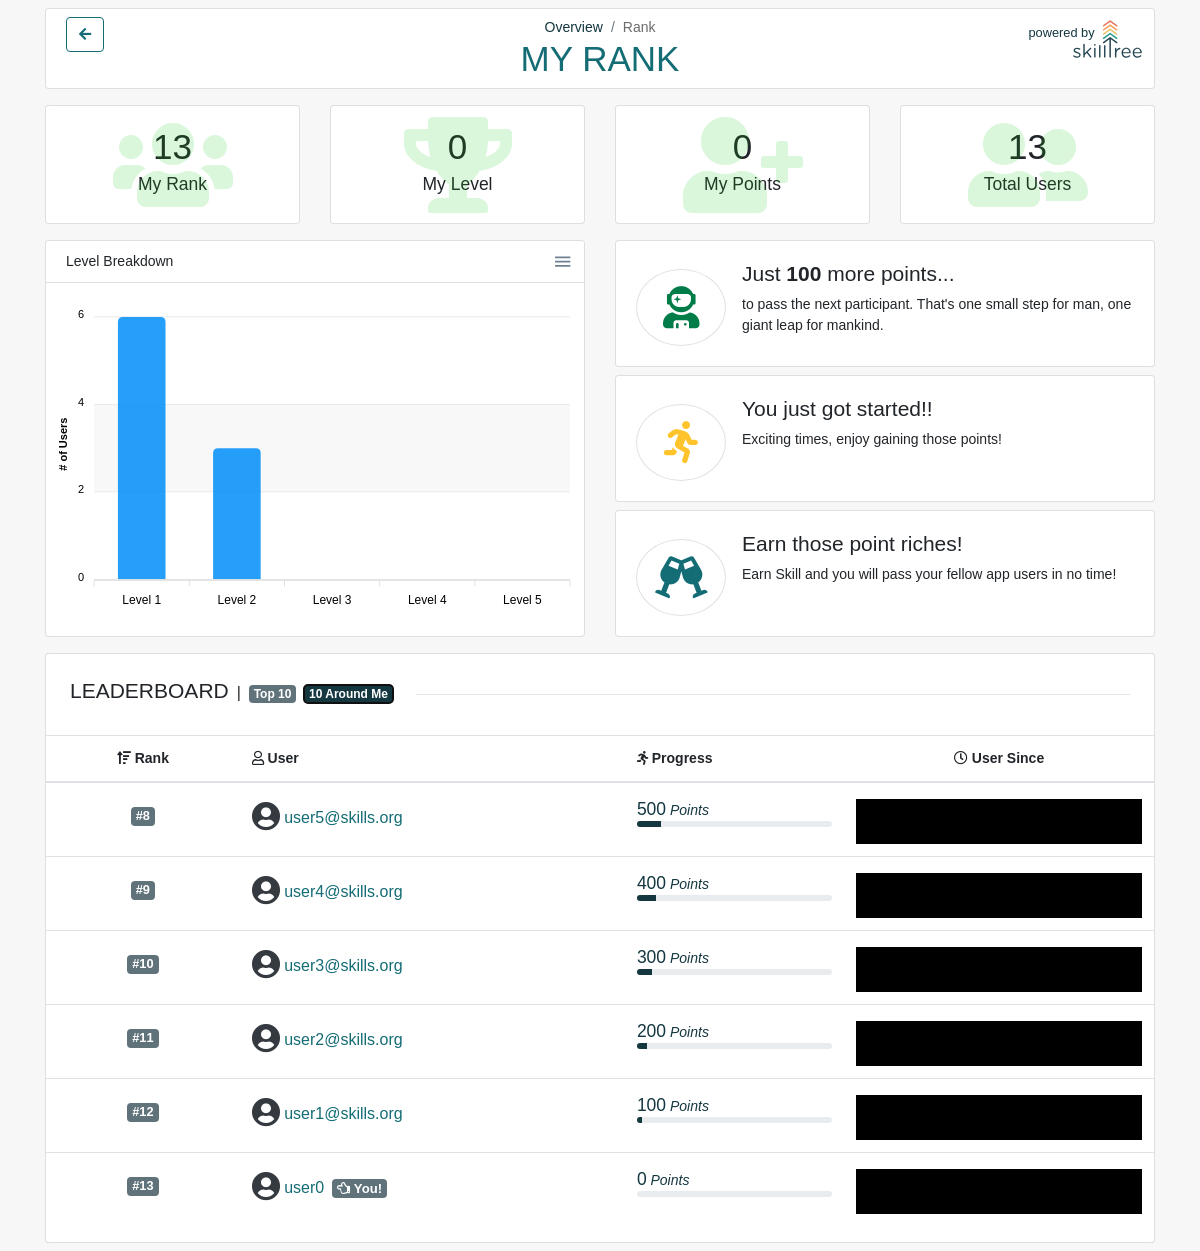 Overview / Rank
MY RANK
powered by
skilltree
13
My Rank
0
My Level
0
My Points
13
Total Users
Level Breakdown
6
4
2
0
# of Users
Level 1 Level 2 Level 3 Level 4 Level 5
Just 100 more points...
to pass the next participant. That's one small step for man, one
giant leap for mankind.
You just got started!!
Exciting times, enjoy gaining those points!
Earn those point riches!
Earn Skill and you will pass your fellow app users in no time!
LEADERBOARD | Top 10 10 Around Me
Rank User Progress User Since
#8 user5@skills.org 500 Points
#9 user4@skills.org 400 Points
#10 user3@skills.org 300 Points
#11 user2@skills.org 200 Points
#12 user1@skills.org 100 Points
#13 user0 You! 0 Points